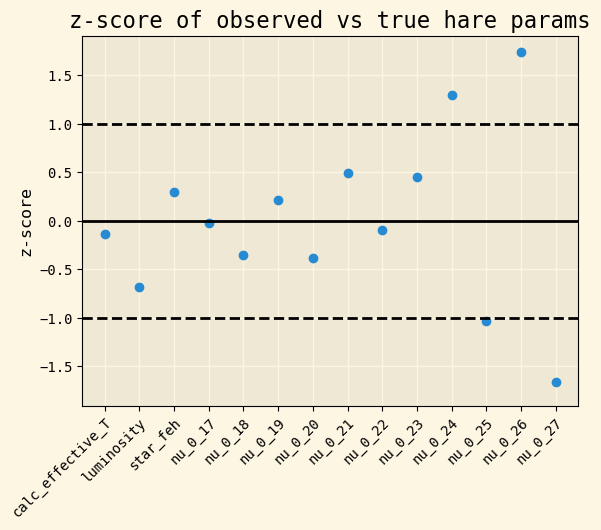 z-score of observed vs true hare params
z-score
1.5
1.0
0.5
0.0
−0.5
−1.0
−1.5
calc_effective_T
luminosity
star_feh
nu_0_17
nu_0_18
nu_0_19
nu_0_20
nu_0_21
nu_0_22
nu_0_23
nu_0_24
nu_0_25
nu_0_26
nu_0_27